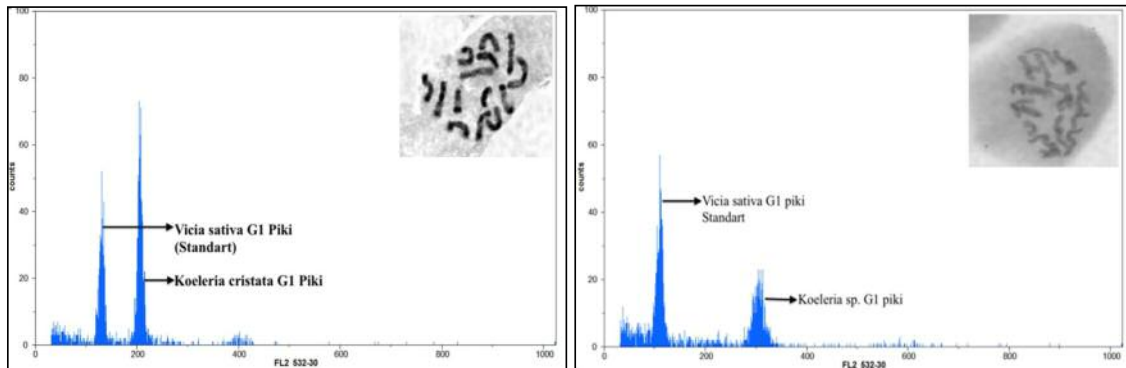 100
80
60
40
20
0
counts
Vicia sativa G1 Piki
(Standart)
Koeleria cristata G1 Piki
0 200 400 600 800 1000
FL2 532-30
100
80
60
40
20
0
counts
Vicia sativa G1 piki
Standart
Koeleria sp. G1 piki
0 200 400 600 800 1000
FL2 532-30